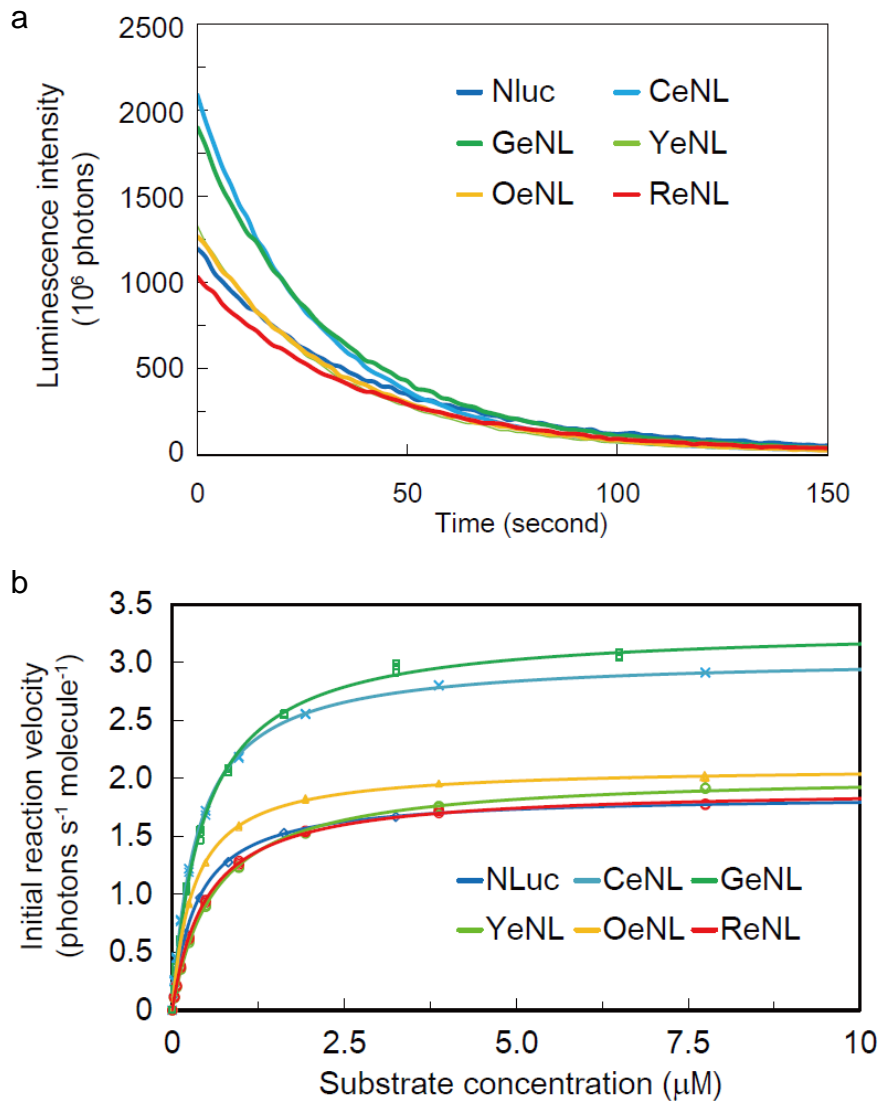 a
2500
2000
1500
1000
500
0
Luminescence intensity
(10⁶ photons)
Nluc CeNL
GeNL YeNL
OeNL ReNL
0 50 100 150
Time (second)
b
3.5
3.0
2.5
2.0
1.5
1.0
0.5
0
Initial reaction velocity
(photons s⁻¹ molecule⁻¹)
NLuc CeNL GeNL
YeNL OeNL ReNL
0 2.5 5.0 7.5 10
Substrate concentration (μM)